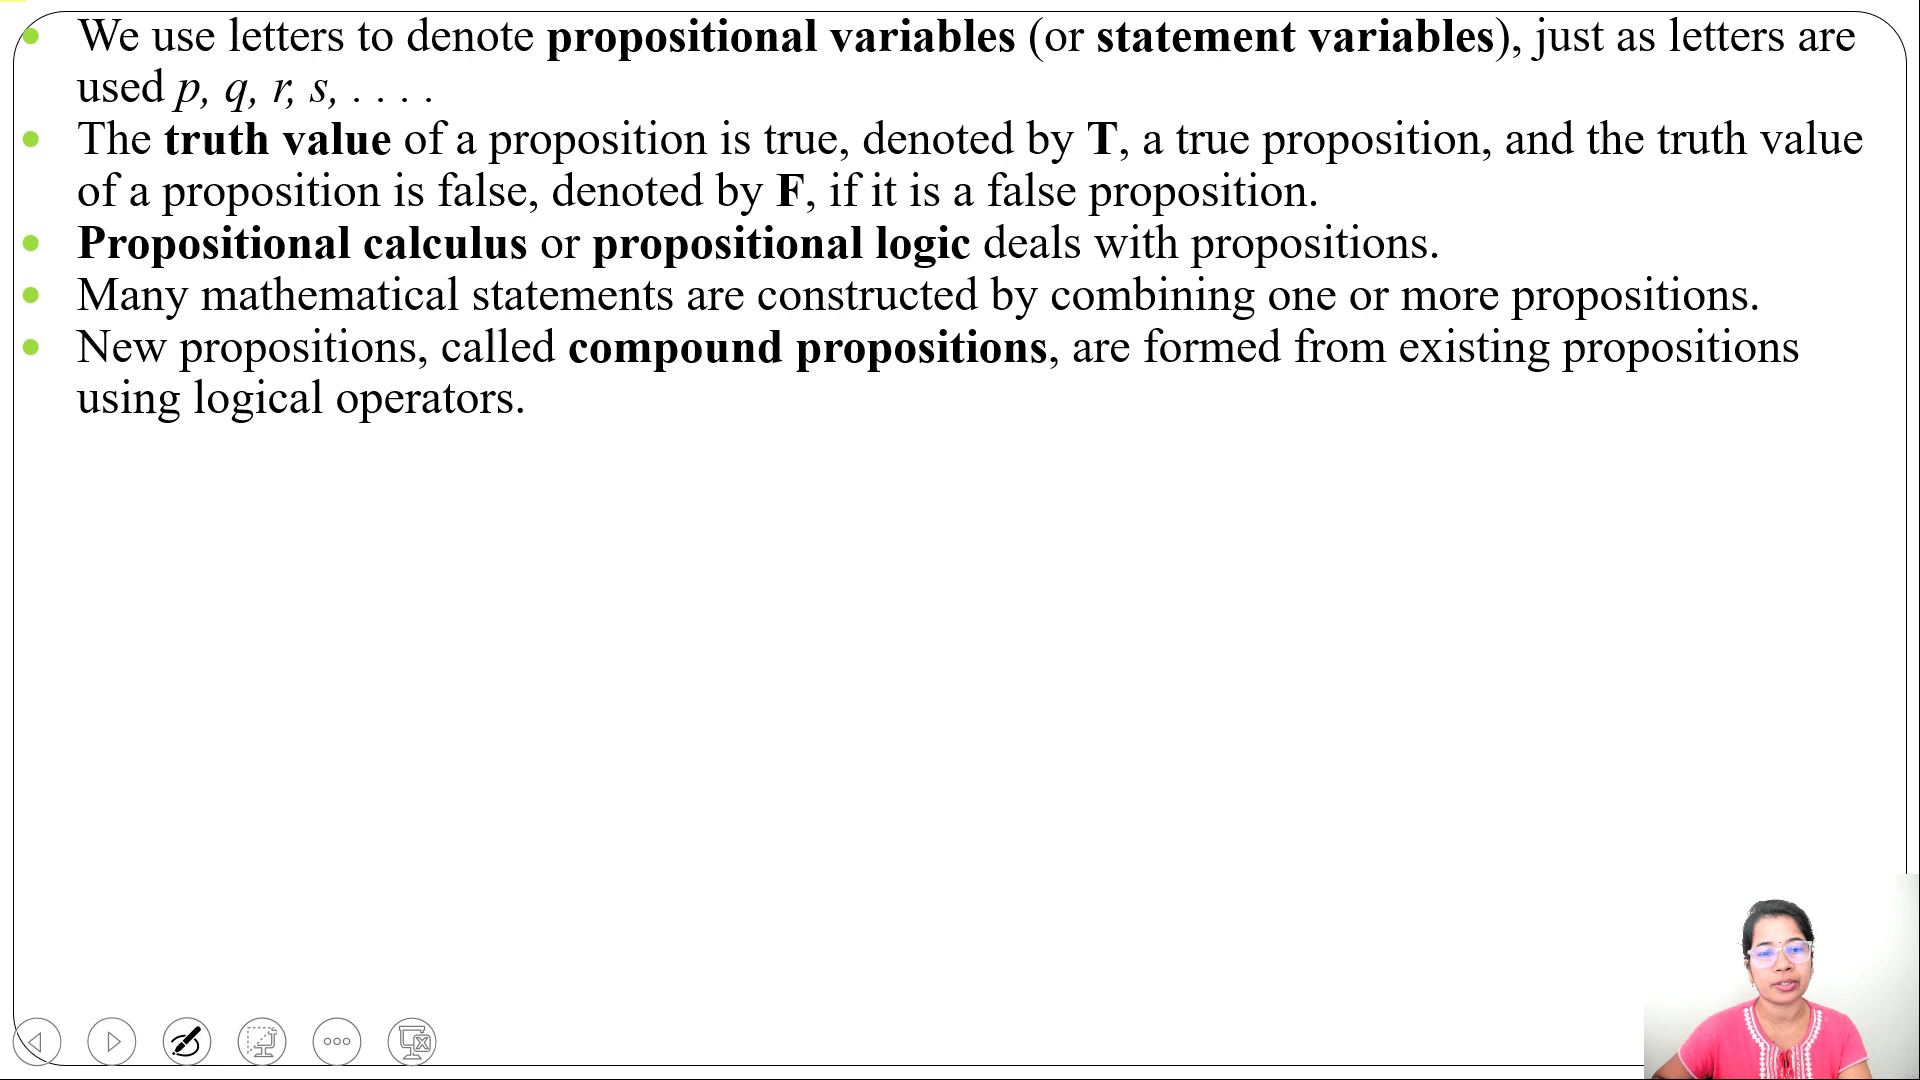 We use letters to denote propositional variables (or statement variables), just as letters are
used p, q, r, s, . . . .
The truth value of a proposition is true, denoted by T, a true proposition, and the truth value
of a proposition is false, denoted by F, if it is a false proposition.
Propositional calculus or propositional logic deals with propositions.
Many mathematical statements are constructed by combining one or more propositions.
New propositions, called compound propositions, are formed from existing propositions
using logical operators.